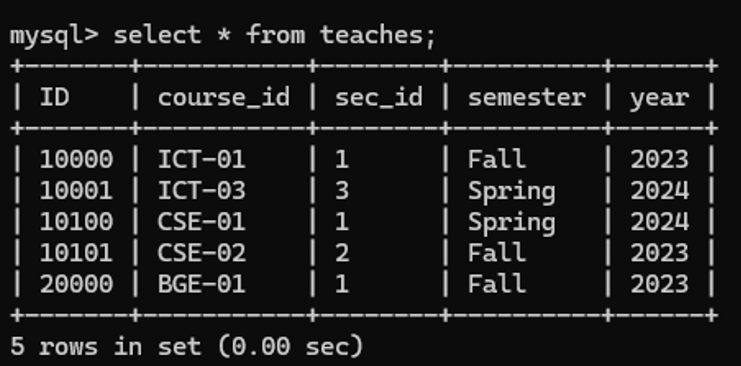 mysql> select * from teaches;
+-------+-----------+--------+----------+------+
| ID    | course_id | sec_id | semester | year |
+-------+-----------+--------+----------+------+
| 10000 | ICT-01    | 1      | Fall     | 2023 |
| 10001 | ICT-03    | 3      | Spring   | 2024 |
| 10100 | CSE-01    | 1      | Spring   | 2024 |
| 10101 | CSE-02    | 2      | Fall     | 2023 |
| 20000 | BGE-01    | 1      | Fall     | 2023 |
+-------+-----------+--------+----------+------+
5 rows in set (0.00 sec)